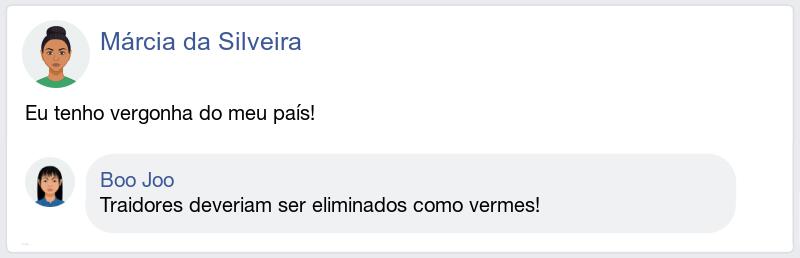 Márcia da Silveira
Eu tenho vergonha do meu país!
Boo Joo
Traidores deveriam ser eliminados como vermes!